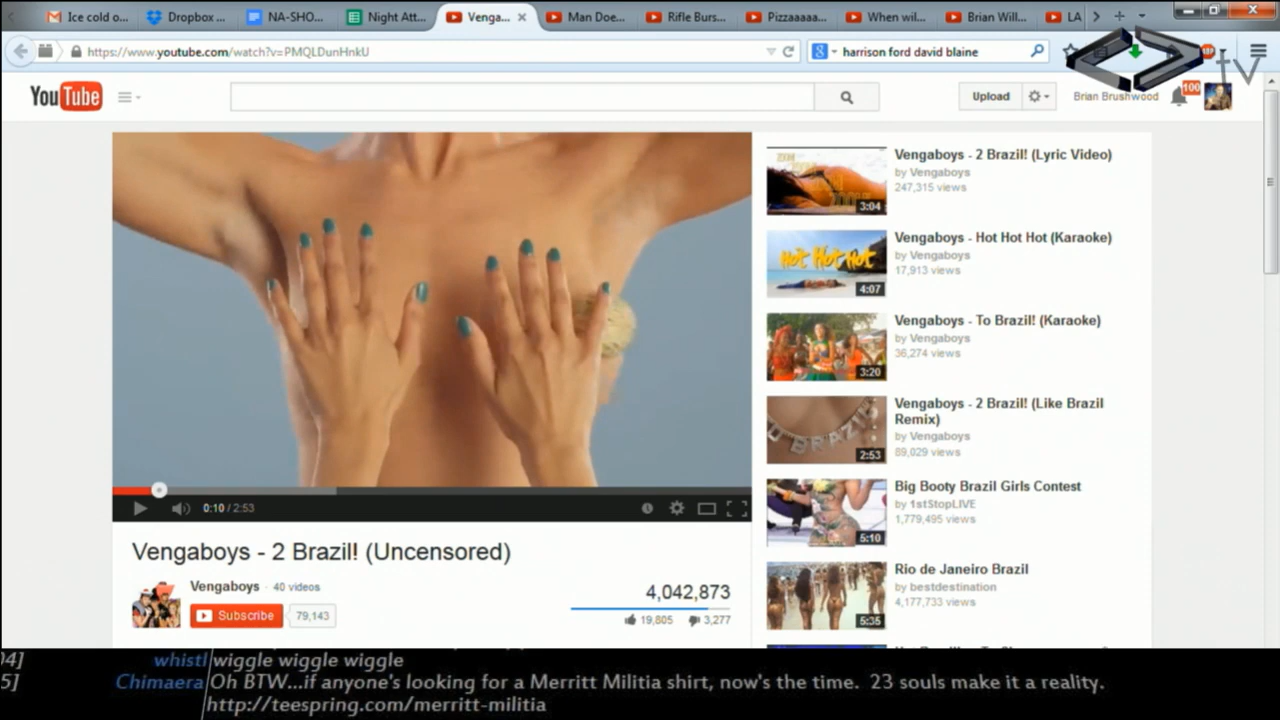 Ice cold o...
Dropbox ...
NA-SHO...
Night Att...
Venga...
Man Doe...
Rifle Burs...
Pizzaaaaa...
When wil...
Brian Will...
LA
https://www.youtube.com/watch?v=PMQLDunHnkU
harrison ford david blaine
tv
YouTube
Upload
Brian Brushwood
100
Vengaboys - 2 Brazil! (Lyric Video)
by Vengaboys
247,315 views
3:04
Vengaboys - Hot Hot Hot (Karaoke)
by Vengaboys
17,913 views
HOT HOT HOT
4:07
Vengaboys - To Brazil! (Karaoke)
by Vengaboys
36,274 views
3:20
Vengaboys - 2 Brazil! (Like Brazil
Remix)
by Vengaboys
89,029 views
2:53
Big Booty Brazil Girls Contest
by 1stStopLIVE
1,779,495 views
5:10
Rio de Janeiro Brazil
by bestdestination
4,177,733 views
5:35
0:10 / 2:53
Vengaboys - 2 Brazil! (Uncensored)
Vengaboys · 40 videos
Subscribe 79,143
4,042,873
19,805 3,277
04] whistl wiggle wiggle wiggle
5] Chimaera Oh BTW...if anyone's looking for a Merritt Militia shirt, now's the time. 23 souls make it a reality.
http://teespring.com/merritt-militia